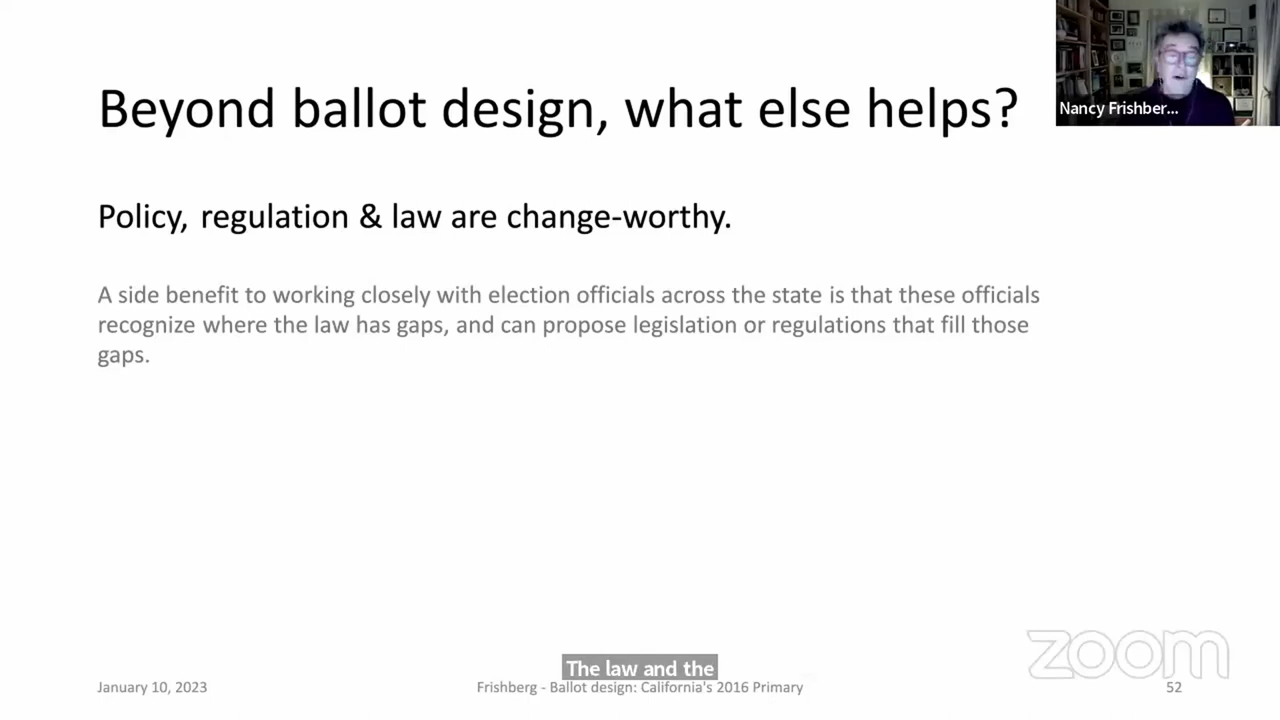 Beyond ballot design, what else helps?
Nancy Frishber...
Policy, regulation & law are change-worthy.
A side benefit to working closely with election officials across the state is that these officials
recognize where the law has gaps, and can propose legislation or regulations that fill those
gaps.
zoom
The law and the
January 10, 2023
Frishberg - Ballot design: California's 2016 Primary
52